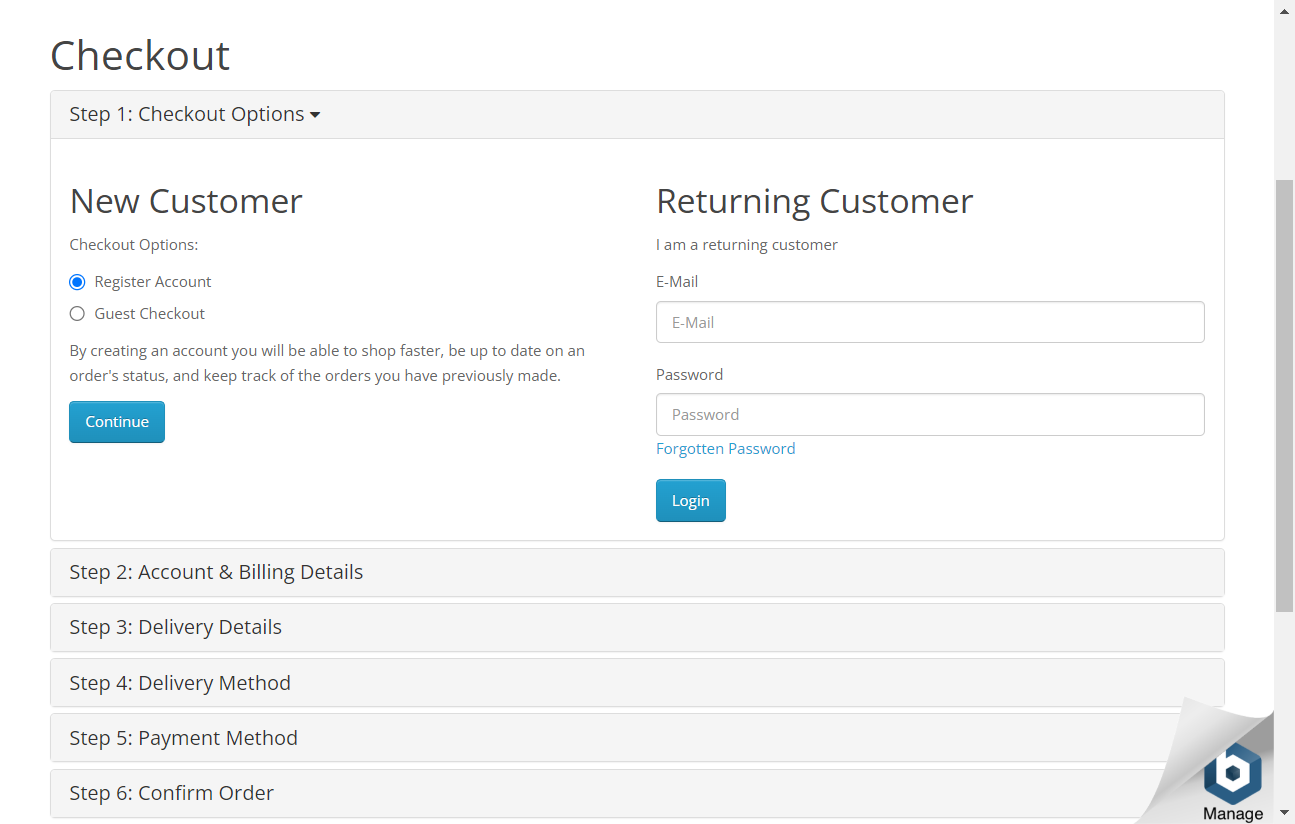 Checkout
Step 1: Checkout Options
New Customer
Checkout Options:
Register Account
Guest Checkout
By creating an account you will be able to shop faster, be up to date on an
order's status, and keep track of the orders you have previously made.
Continue
Returning Customer
I am a returning customer
E-Mail
E-Mail
Password
Password
Forgotten Password
Login
Step 2: Account & Billing Details
Step 3: Delivery Details
Step 4: Delivery Method
Step 5: Payment Method
Step 6: Confirm Order
b
Manage